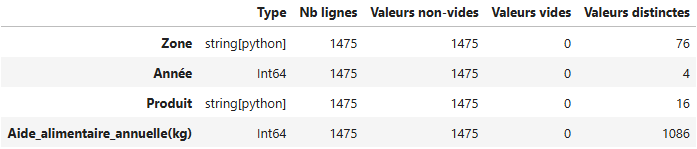 Type Nb lignes Valeurs non-vides Valeurs vides Valeurs distinctes
Zone string[python] 1475 1475 0 76
Année Int64 1475 1475 0 4
Produit string[python] 1475 1475 0 16
Aide_alimentaire_annuelle(kg) Int64 1475 1475 0 1086